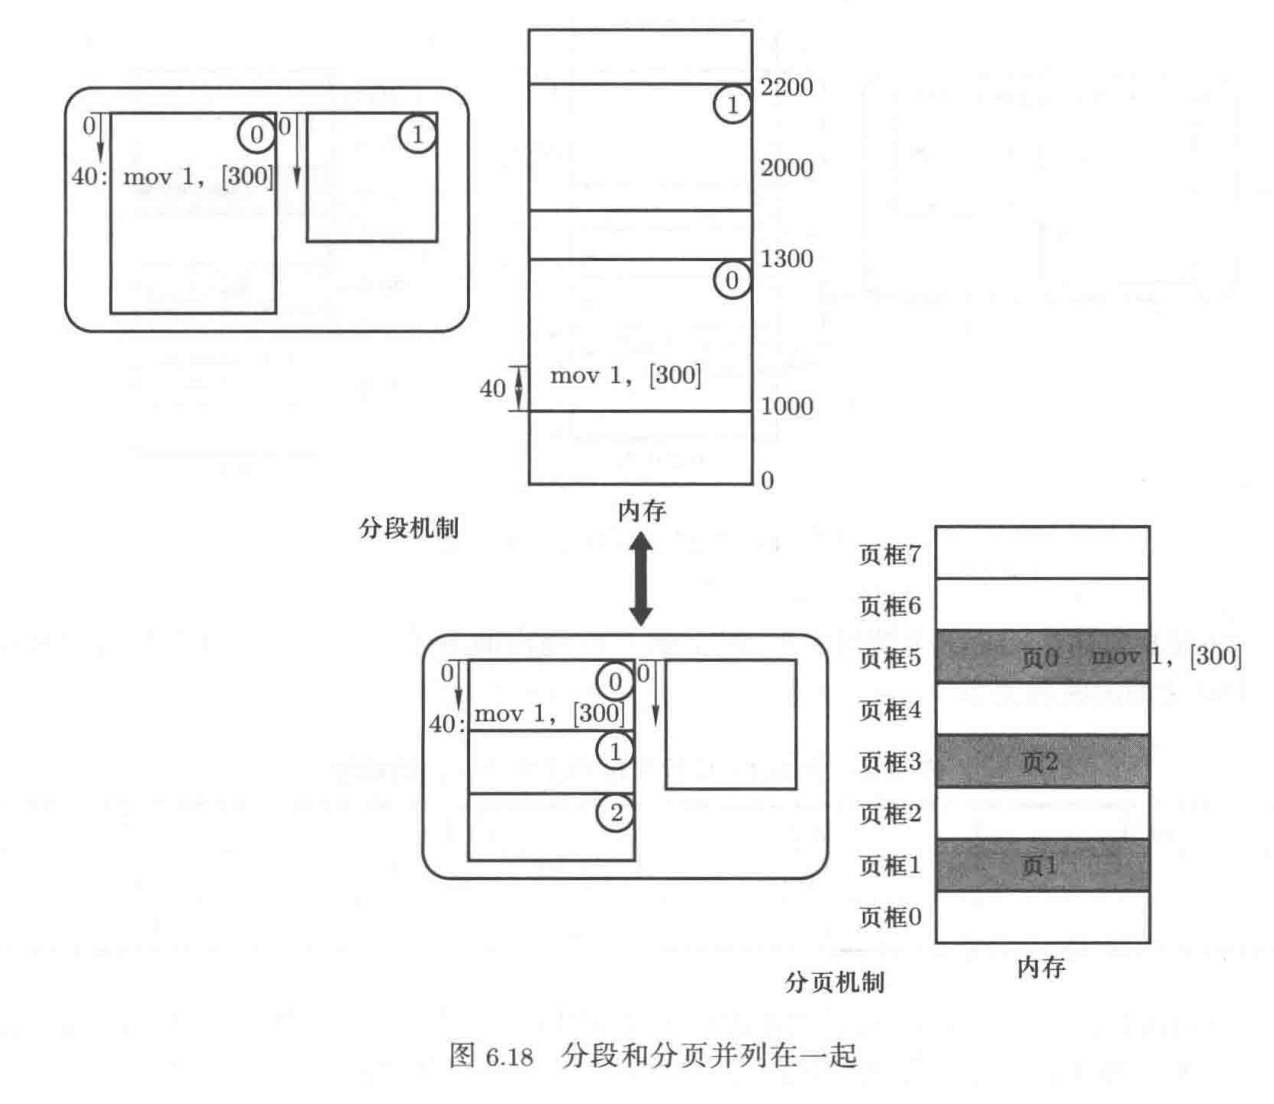 2200
1
0
0
0
1
40: mov 1, [300]
2000
1300
0
mov 1, [300]
40
1000
0
内存
分段机制
页框7
页框6
页框5 页0 mov 1, [300]
页框4
页框3 页2
页框2
页框1 页1
页框0
内存
0
0
0
40: mov 1, [300]
1
2
分页机制
图 6.18 分段和分页并列在一起